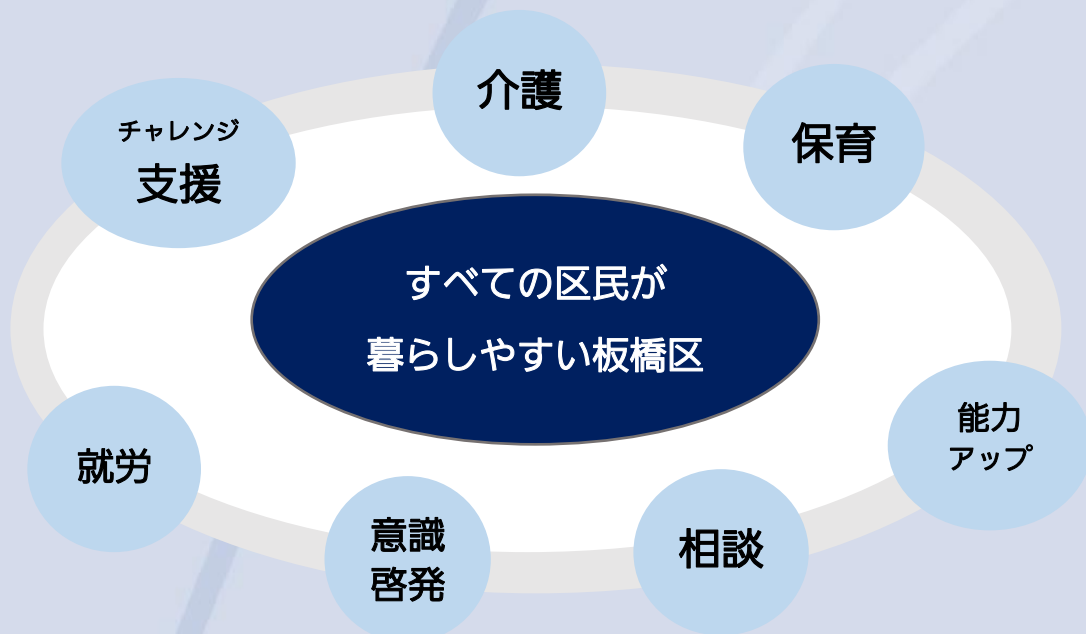 介護
チャレンジ
支援
保育
すべての区民が
暮らしやすい板橋区
能力
アップ
就労
意識
啓発
相談